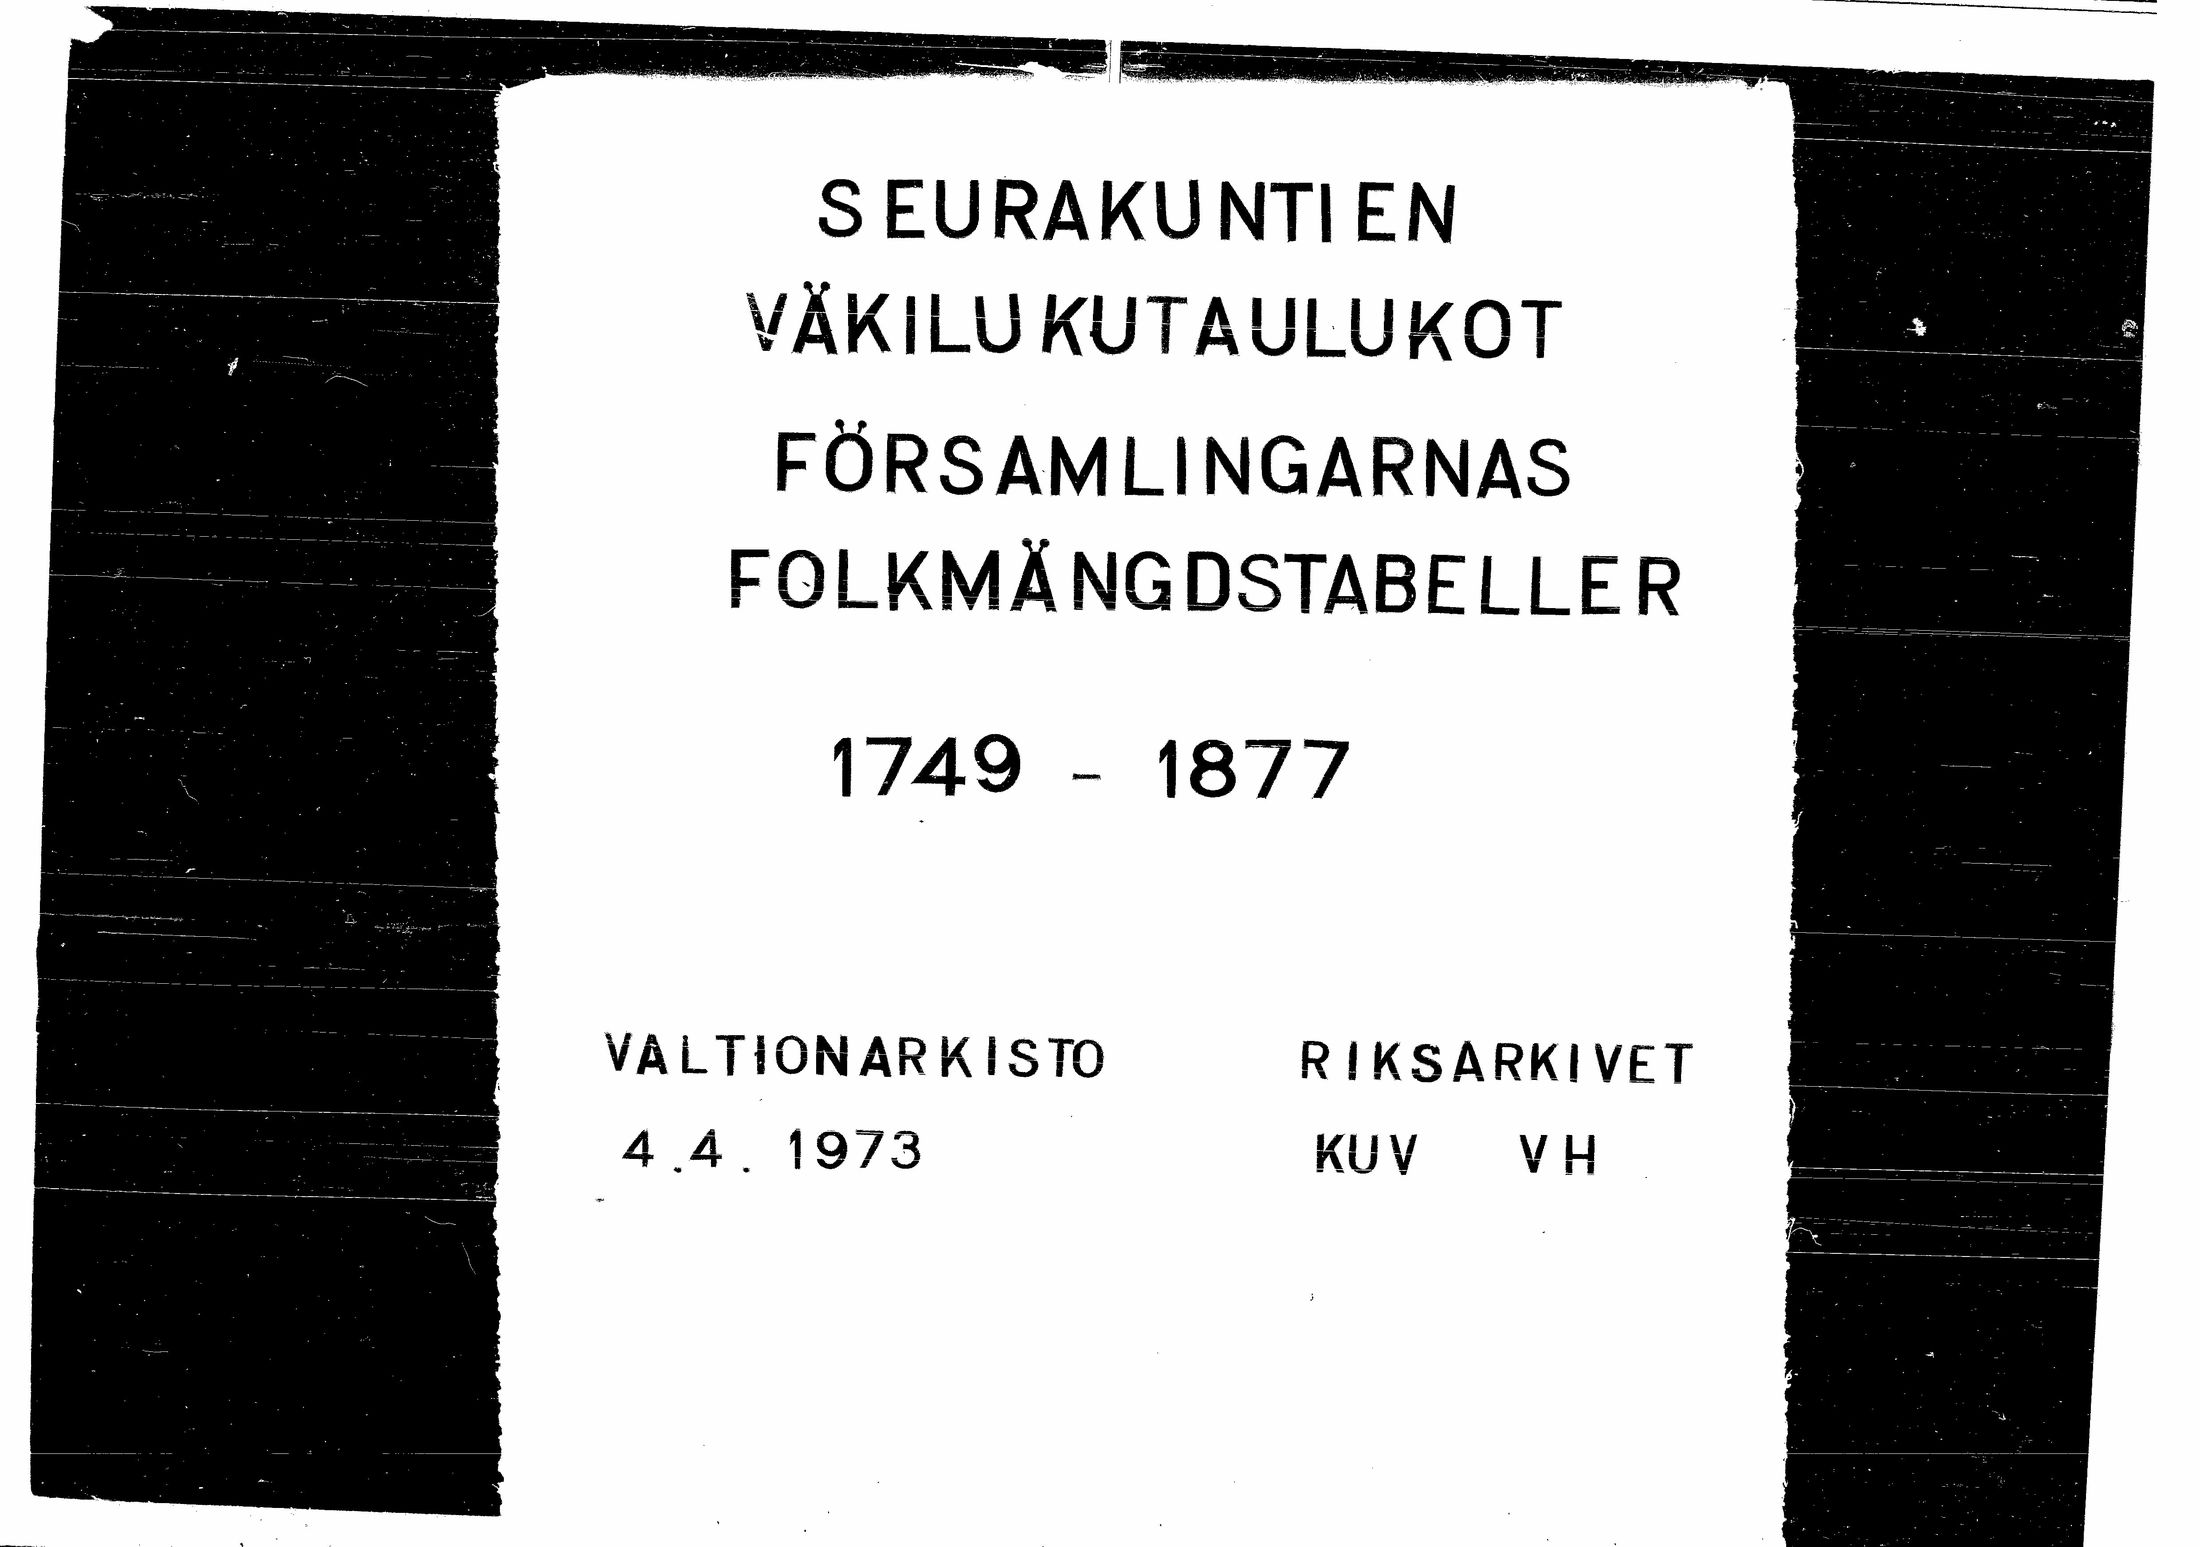 SEURAKUNTIEN
VÄKILUKUTAULUKOT
FÖRSAMLINGARNAS
FOLKMÄNGDSTABELLER
1749 - 1877
VALTIONARKISTO RIKSARKIVET
4.4. 1973 KUV VH